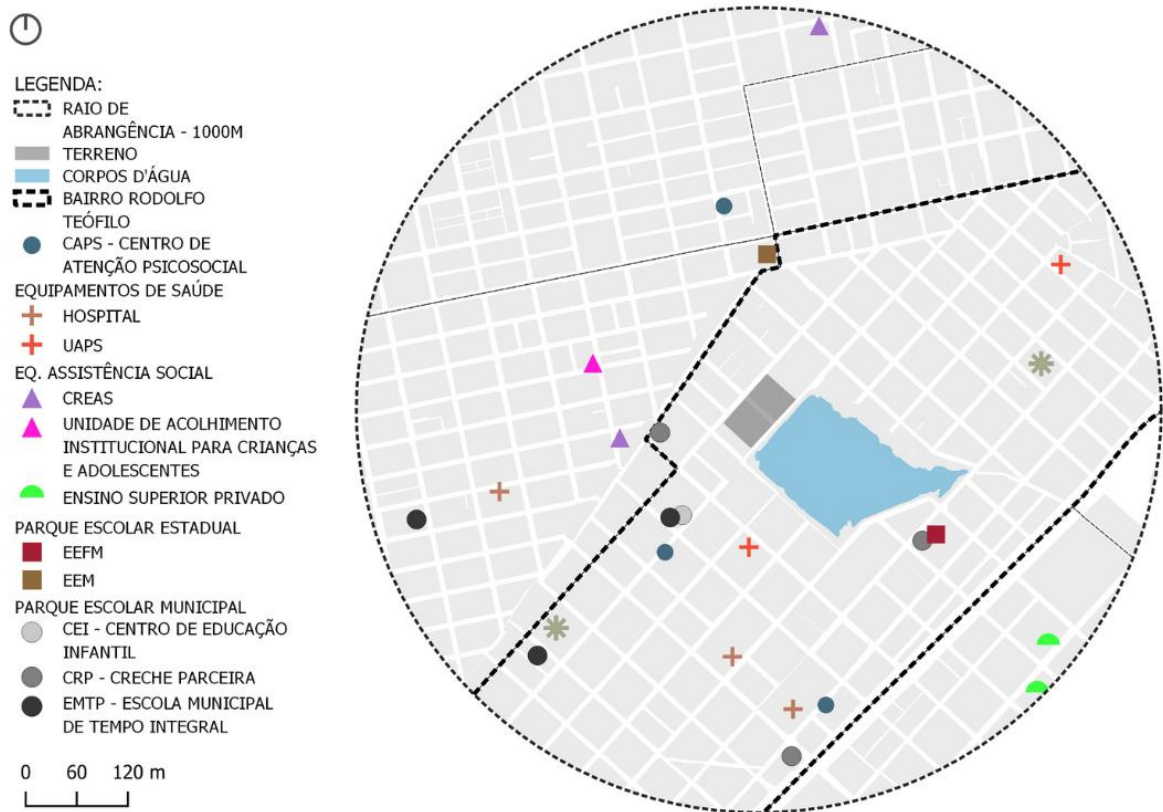 LEGENDA:
RAIO DE
ABRANGÊNCIA - 1000M
TERRENO
CORPOS D'ÁGUA
BAIRRO RODOLFO
TEÓFILO
CAPS - CENTRO DE
ATENÇÃO PSICOSOCIAL
EQUIPAMENTOS DE SAÚDE
HOSPITAL
UAPS
EQ. ASSISTÊNCIA SOCIAL
CREAS
UNIDADE DE ACOLHIMENTO
INSTITUCIONAL PARA CRIANÇAS
E ADOLESCENTES
ENSINO SUPERIOR PRIVADO
PARQUE ESCOLAR ESTADUAL
EEFM
EEM
PARQUE ESCOLAR MUNICIPAL
CEI - CENTRO DE EDUCAÇÃO
INFANTIL
CRP - CRECHE PARCEIRA
EMTP - ESCOLA MUNICIPAL
DE TEMPO INTEGRAL
0 60 120 m